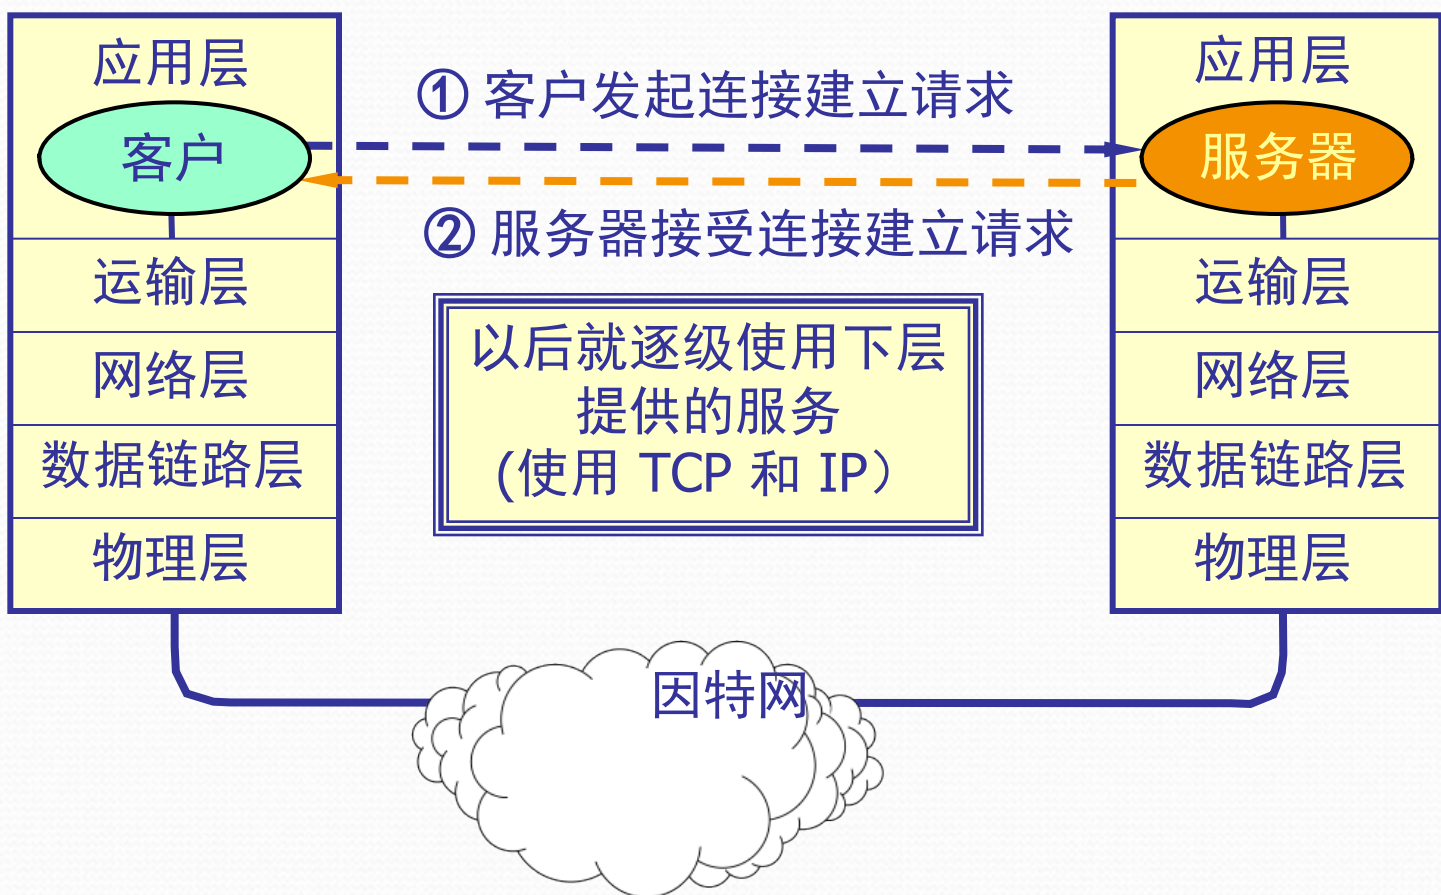 应用层
客户
运输层
网络层
数据链路层
物理层
① 客户发起连接建立请求
② 服务器接受连接建立请求
以后就逐级使用下层
提供的服务
(使用 TCP 和 IP）
应用层
服务器
运输层
网络层
数据链路层
物理层
因特网